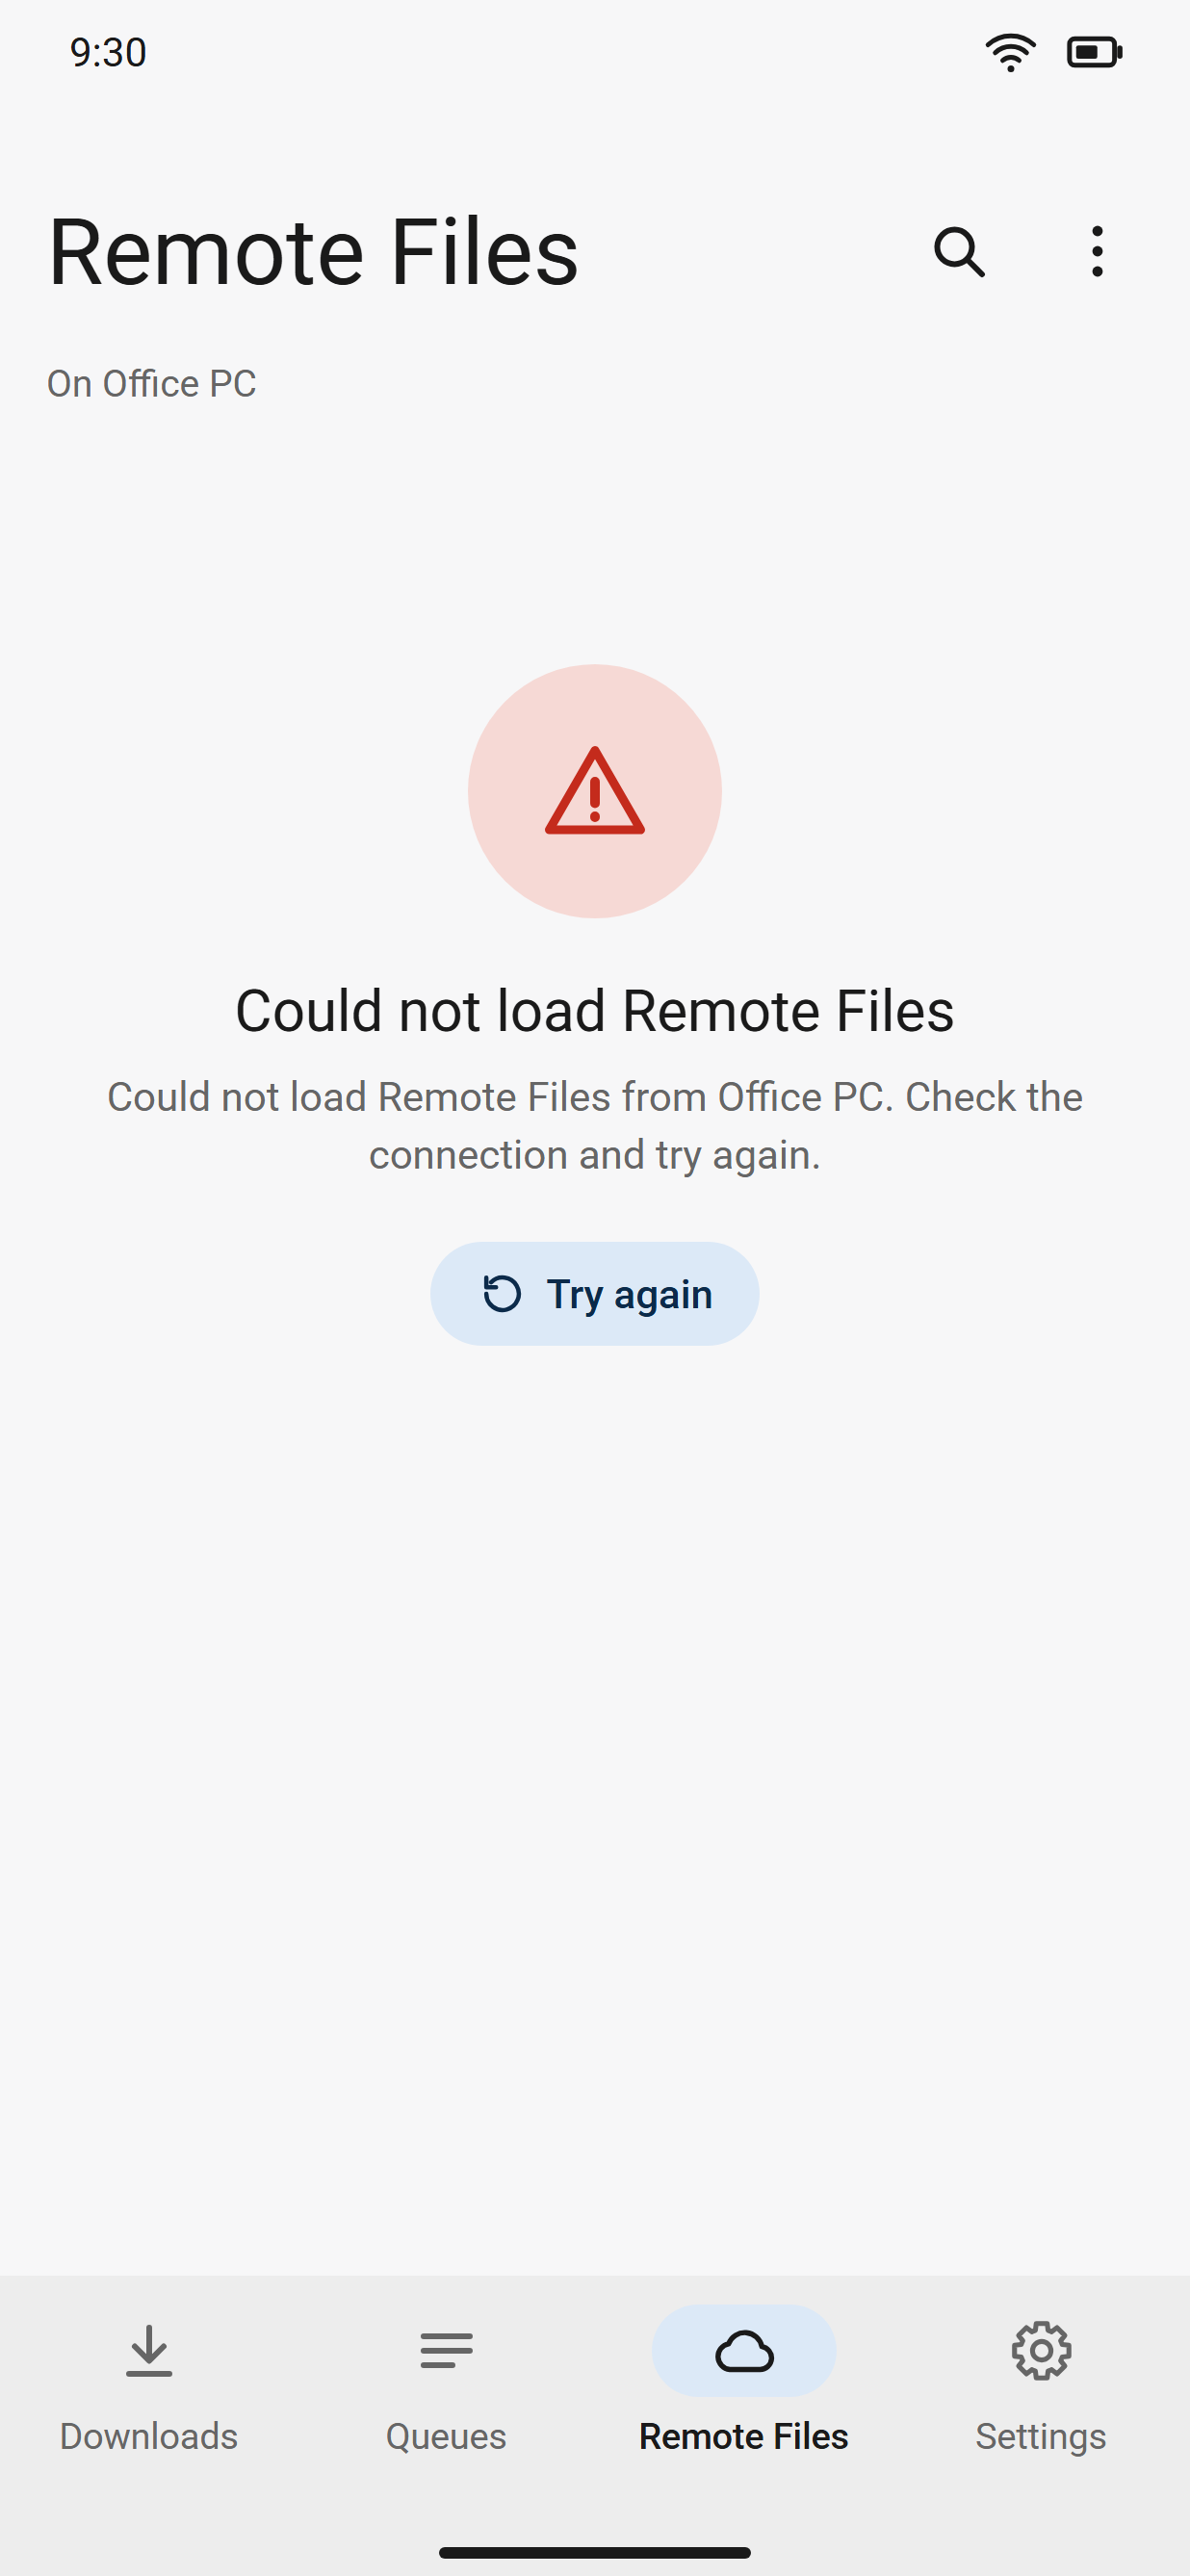 9:30
Remote Files
On Office PC
Could not load Remote Files
Could not load Remote Files from Office PC. Check the
connection and try again.
Try again
Downloads
Queues
Remote Files
Settings